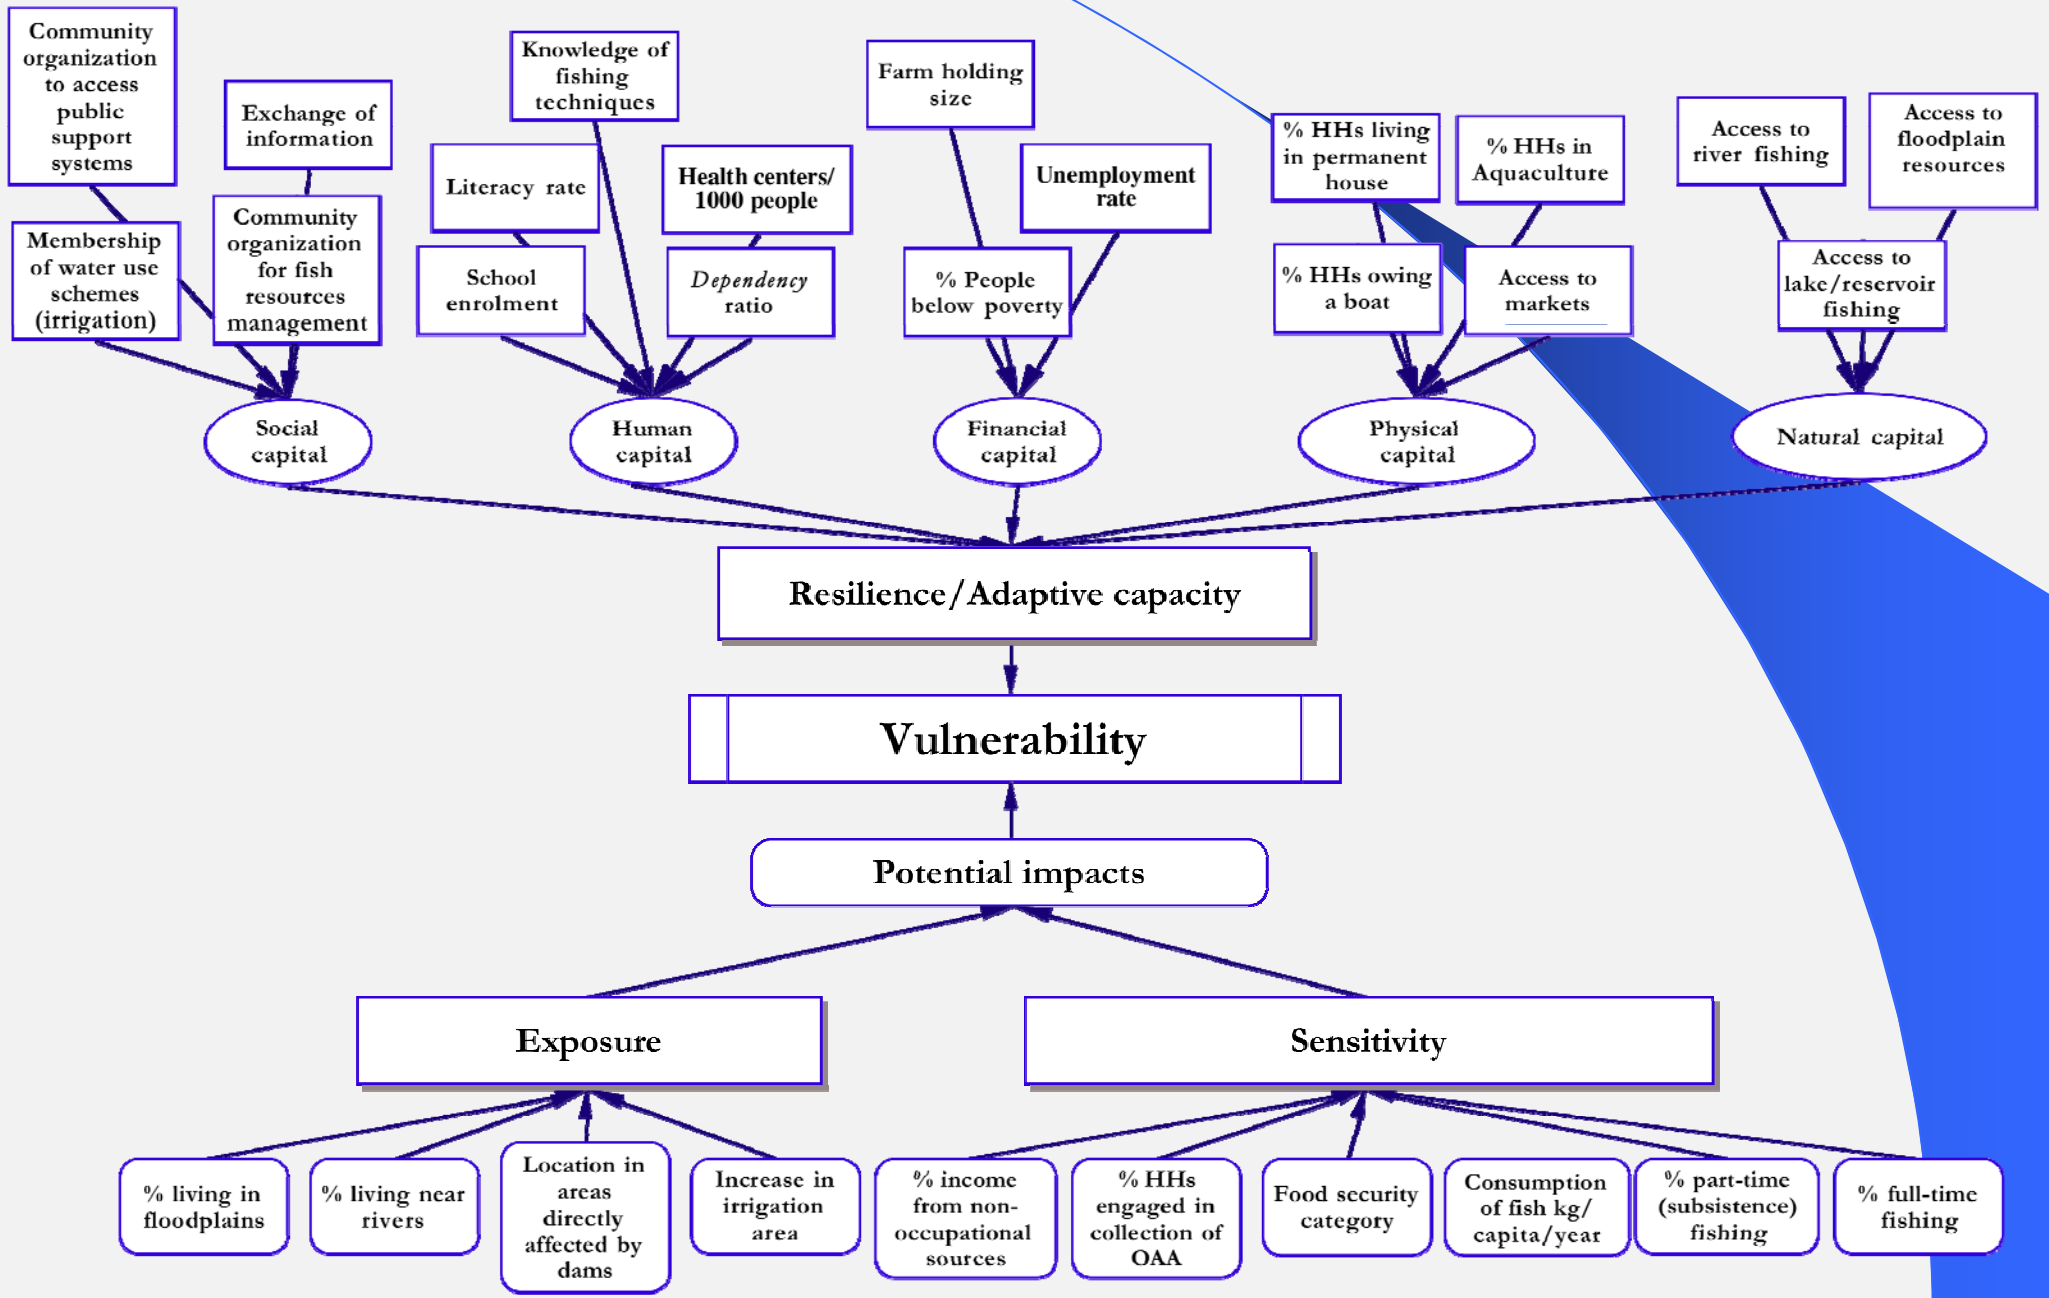 Community
organization
to access
public
support
systems
Exchange of
information
Membership
of water use
schemes
(irrigation)
Community
organization
for fish
resources
management
Knowledge of
fishing
techniques
Literacy rate
Health centers/
1000 people
School
enrolment
Dependency
ratio
Farm holding
size
Unemployment
rate
% People
below poverty
% HHs living
in permanent
house
% HHs in
Aquaculture
% HHs owing
a boat
Access to
markets
Access to
river fishing
Access to
floodplain
resources
Access to
lake/reservoir
fishing
Social
capital
Human
capital
Financial
capital
Physical
capital
Natural capital
Resilience/Adaptive capacity
Vulnerability
Potential impacts
Exposure
Sensitivity
% living in
floodplains
% living near
rivers
Location in
areas
directly
affected by
dams
Increase in
irrigation
area
% income
from non-
occupational
sources
% HHs
engaged in
collection of
OAA
Food security
category
Consumption
of fish kg/
capita/year
% part-time
(subsistence)
fishing
% full-time
fishing